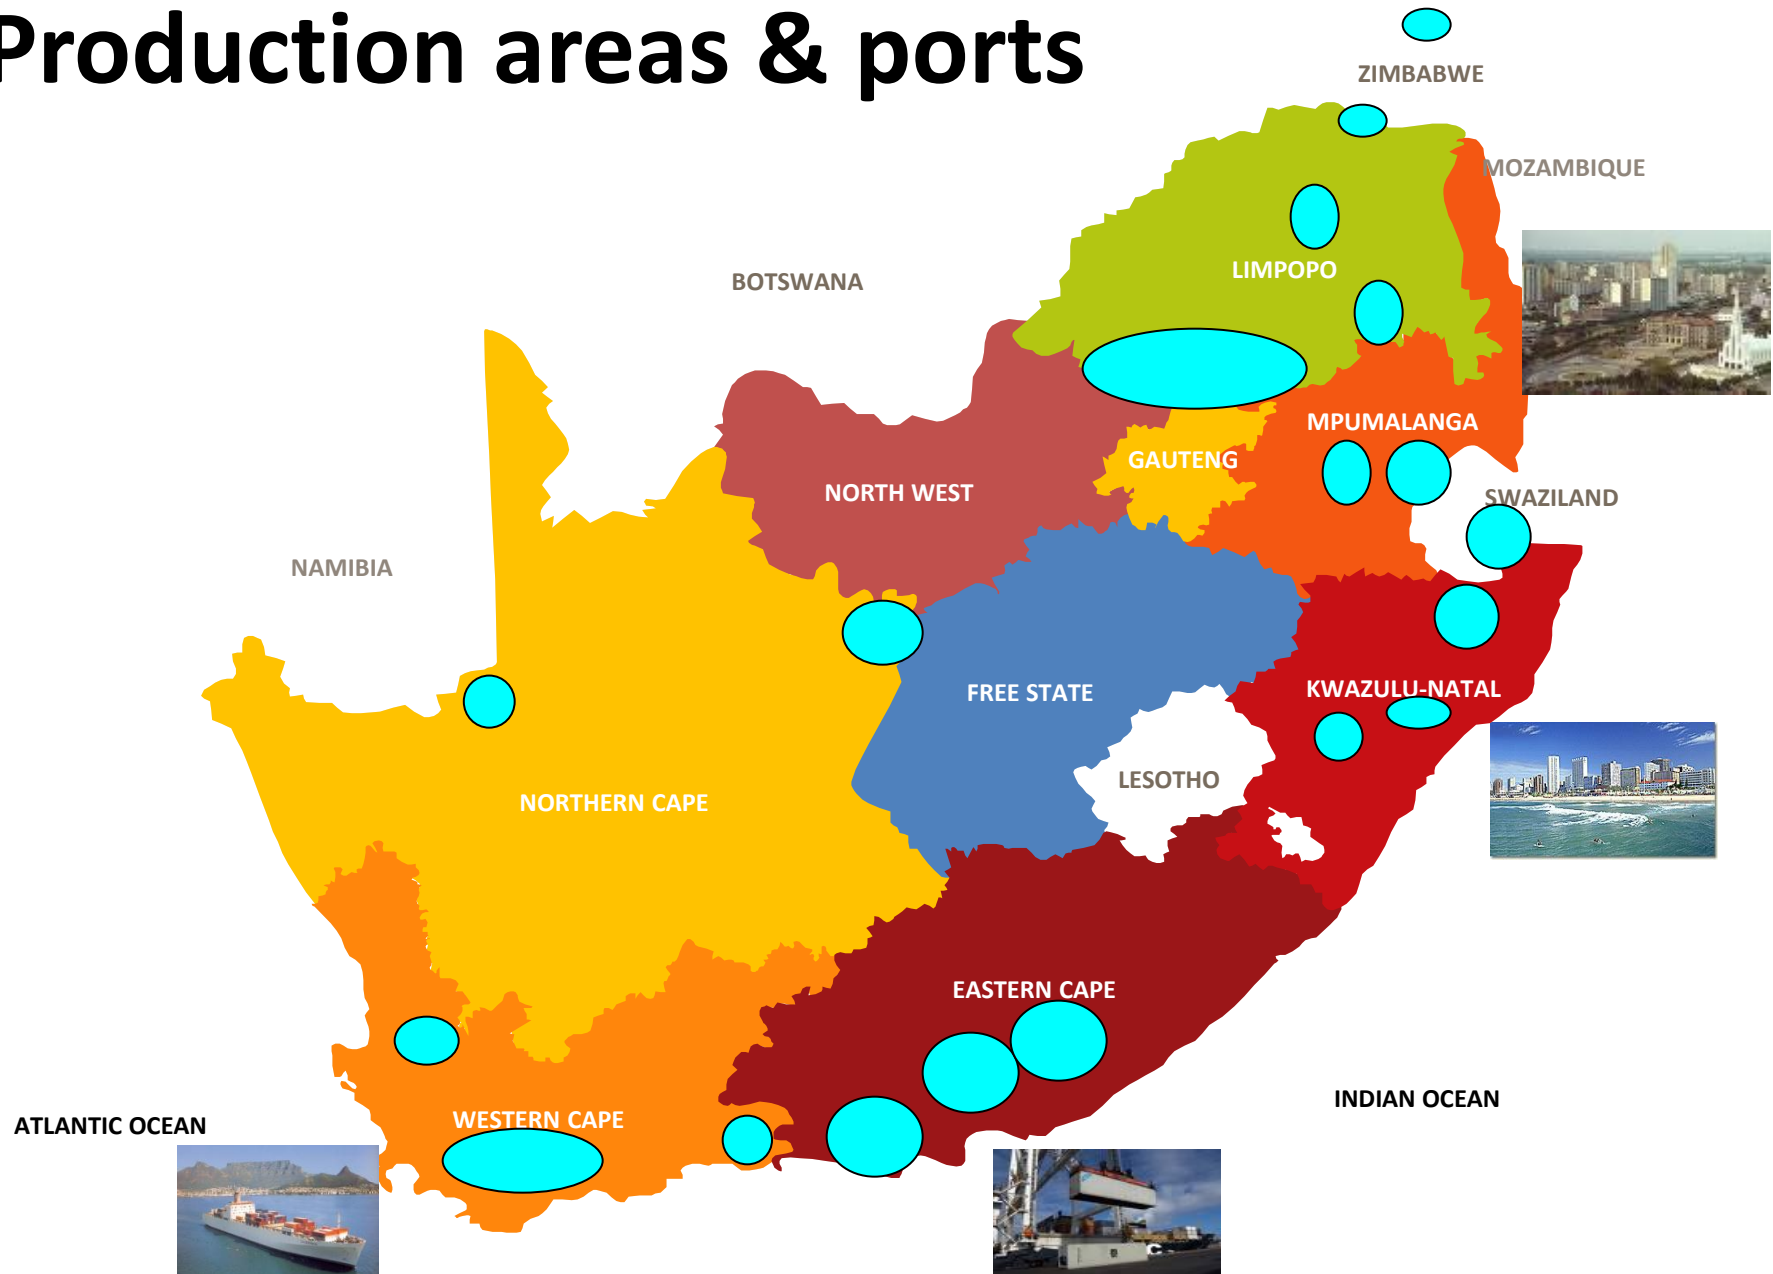 Production areas & ports
ZIMBABWE
MOZAMBIQUE
BOTSWANA
LIMPOPO
MPUMALANGA
GAUTENG
NORTH WEST
SWAZILAND
NAMIBIA
FREE STATE
KWAZULU-NATAL
LESOTHO
NORTHERN CAPE
EASTERN CAPE
INDIAN OCEAN
WESTERN CAPE
ATLANTIC OCEAN